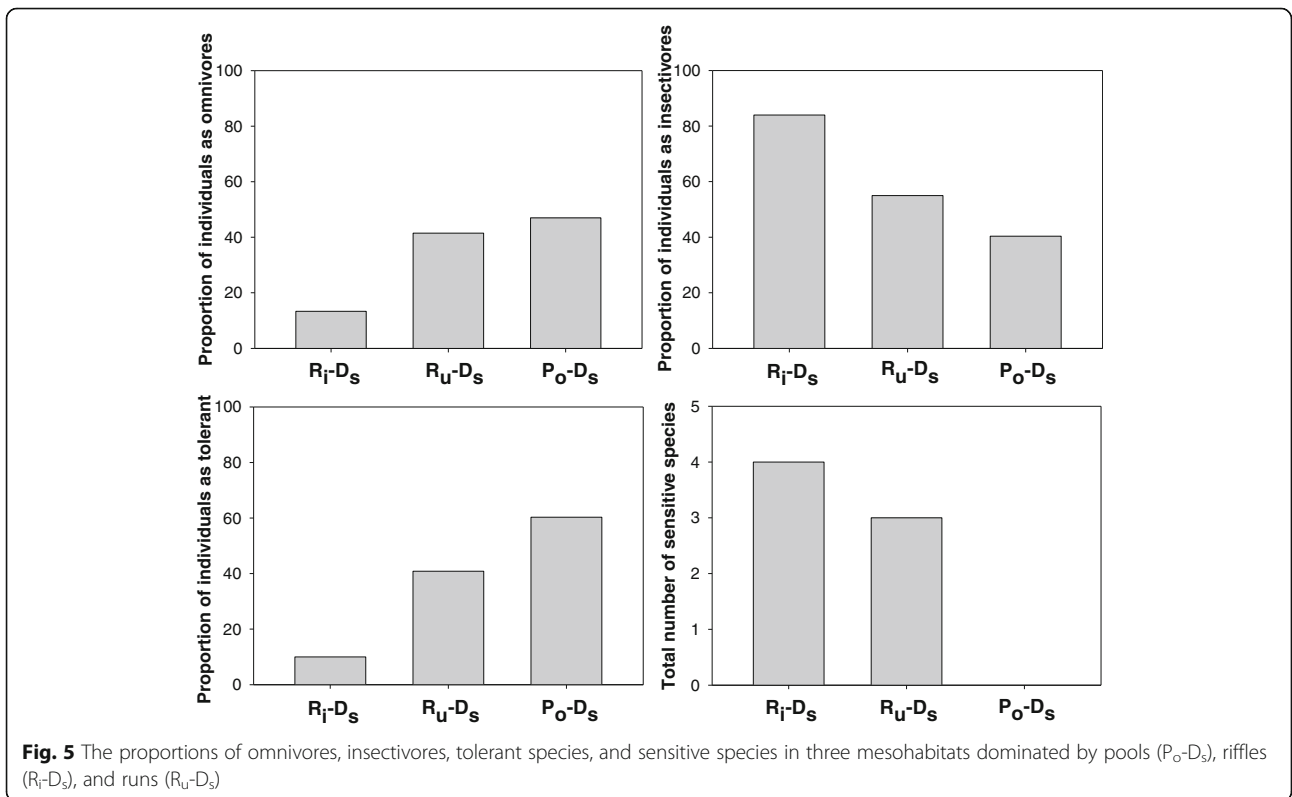 Proportion of individuals as omnivores
100
80
60
40
20
0
Ri-Ds
Ru-Ds
Po-Ds
Proportion of individuals as insectivores
100
80
60
40
20
0
Ri-Ds
Ru-Ds
Po-Ds
Proportion of individuals as tolerant
100
80
60
40
20
0
Ri-Ds
Ru-Ds
Po-Ds
Total number of sensitive species
5
4
3
2
1
0
Ri-Ds
Ru-Ds
Po-Ds
Fig. 5 The proportions of omnivores, insectivores, tolerant species, and sensitive species in three mesohabitats dominated by pools (Po-Ds), riffles
(Ri-Ds), and runs (Ru-Ds)